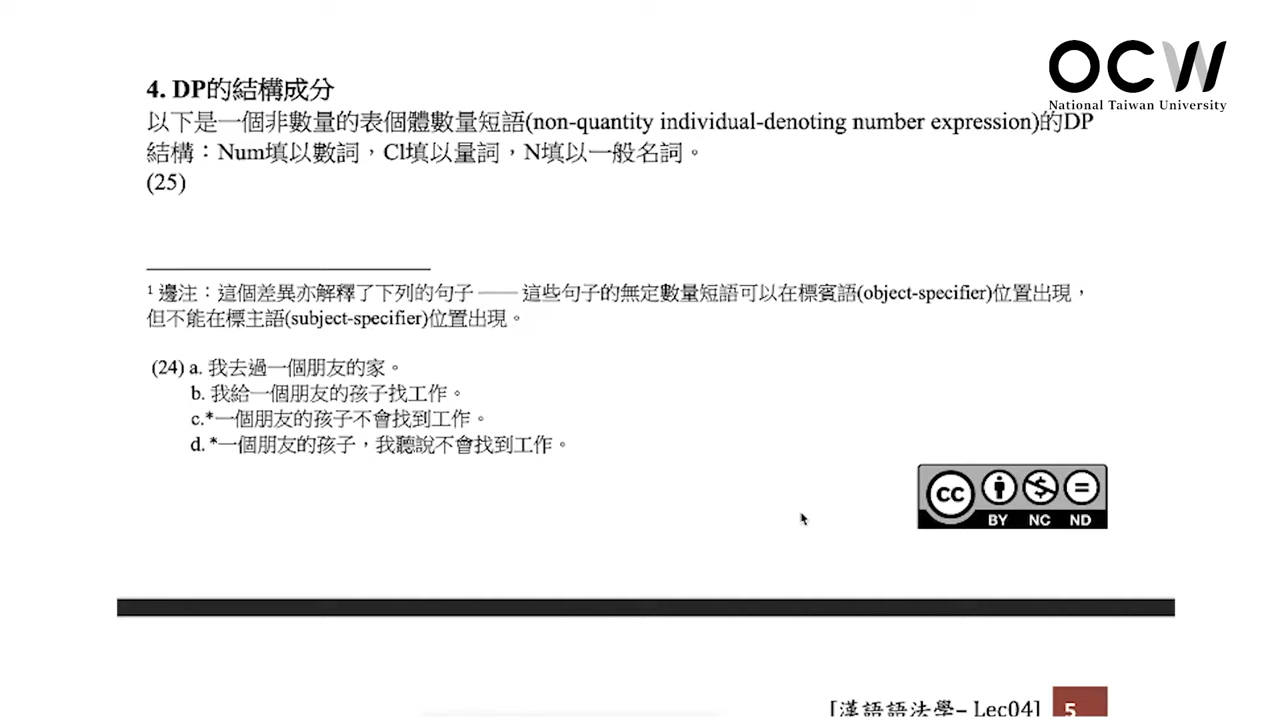 OCW
National Taiwan University
4. DP的結構成分
以下是一個非數量的表個體數量短語(non-quantity individual-denoting number expression)的DP
結構：Num填以數詞，Cl填以量詞，N填以一般名詞。
(25)
1 邊注：這個差異亦解釋了下列的句子 —— 這些句子的無定數量短語可以在標賓語(object-specifier)位置出現，
但不能在標主語(subject-specifier)位置出現。
(24) a. 我去過一個朋友的家。
b. 我給一個朋友的孩子找工作。
c.*一個朋友的孩子不會找到工作。
d. *一個朋友的孩子，我聽說不會找到工作。
cc BY NC ND
[漢語語法學– Lec04] 5